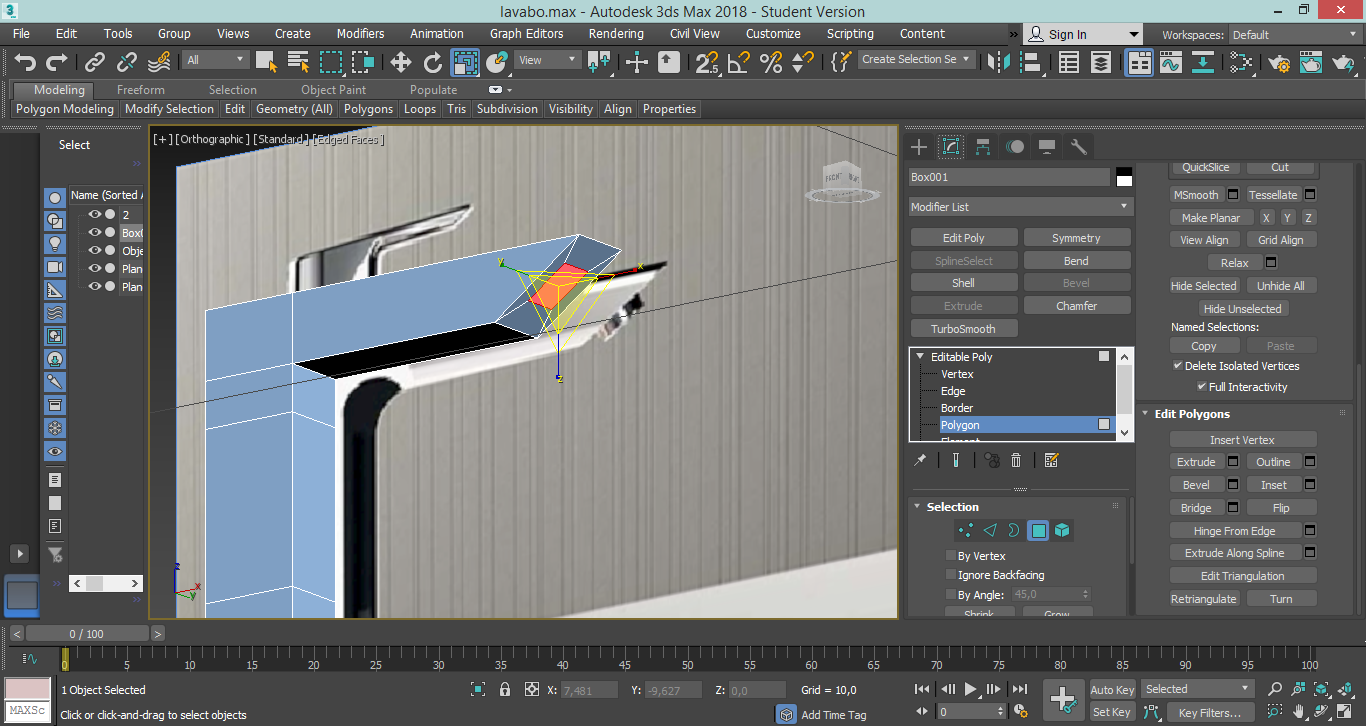 lavabo.max - Autodesk 3ds Max 2018 - Student Version
File Edit Tools Group Views Create Modifiers Animation Graph Editors Rendering Civil View Customize Scripting Content Sign In Workspaces: Default
All View Create Selection Se
Modeling Freeform Selection Object Paint Populate
Polygon Modeling Modify Selection Edit Geometry (All) Polygons Loops Tris Subdivision Visibility Align Properties
Select
Name (Sorted A
2
Box0
Obje
Plan
Plan
[+] [Orthographic] [Standard] [Edged Faces]
FRONT
y x z
z x y
Box001
Modifier List
Edit Poly Symmetry
SplineSelect Bend
Shell Bevel
Extrude Chamfer
TurboSmooth
Editable Poly
Vertex
Edge
Border
Polygon
Element
Selection
By Vertex
Ignore Backfacing
By Angle: 45,0
Shrink Grow
QuickSlice Cut
MSmooth Tessellate
Make Planar X Y Z
View Align Grid Align
Relax
Hide Selected Unhide All
Hide Unselected
Named Selections:
Copy Paste
Delete Isolated Vertices
Full Interactivity
Edit Polygons
Insert Vertex
Extrude Outline
Bevel Inset
Bridge Flip
Hinge From Edge
Extrude Along Spline
Edit Triangulation
Retriangulate Turn
< 0 / 100 >
0 5 10 15 20 25 30 35 40 45 50 55 60 65 70 75 80 85 90 95 100
1 Object Selected X: 7,481 Y: -9,627 Z: 0,0 Grid = 10,0 Auto Key Selected
MAXSc Click or click-and-drag to select objects Add Time Tag 0 Set Key Key Filters...